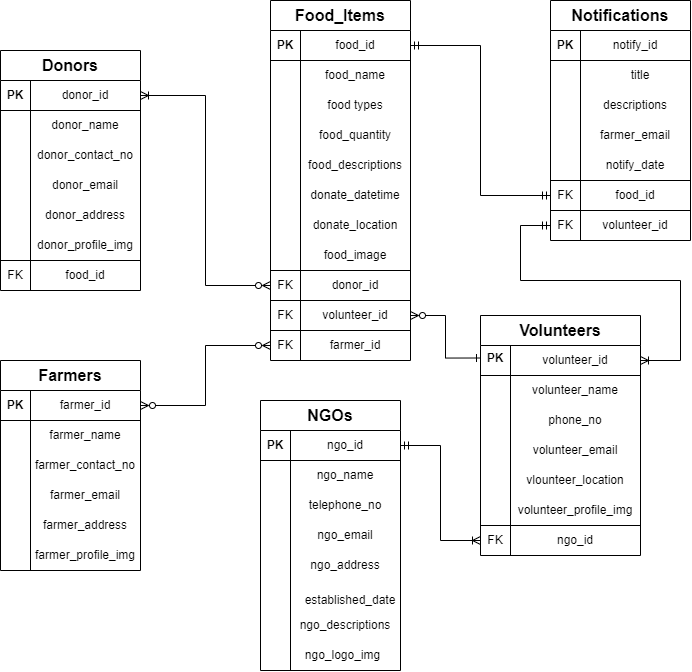 Donors
PK donor_id
donor_name
donor_contact_no
donor_email
donor_address
donor_profile_img
FK food_id
Food_Items
PK food_id
food_name
food types
food_quantity
food_descriptions
donate_datetime
donate_location
food_image
FK donor_id
FK volunteer_id
FK farmer_id
Notifications
PK notify_id
title
descriptions
farmer_email
notify_date
FK food_id
FK volunteer_id
Farmers
PK farmer_id
farmer_name
farmer_contact_no
farmer_email
farmer_address
farmer_profile_img
NGOs
PK ngo_id
ngo_name
telephone_no
ngo_email
ngo_address
established_date
ngo_descriptions
ngo_logo_img
Volunteers
PK volunteer_id
volunteer_name
phone_no
volunteer_email
vlounteer_location
volunteer_profile_img
FK ngo_id